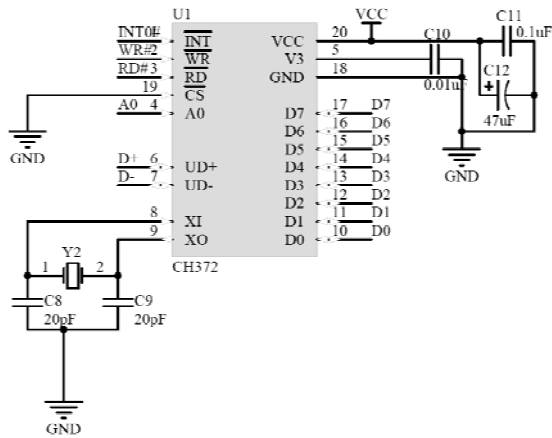 U1
INT0# 1 INT VCC 20 VCC
WR# 2 WR V3 5
RD# 3 RD GND 18
19 CS
A0 4 A0 D7 17 D7
D6 16 D6
D5 15 D5
D+ 6 UD+ D4 14 D4
D- 7 UD- D3 13 D3
D2 12 D2
8 XI D1 11 D1
9 XO D0 10 D0
CH372
GND
C10
0.01uF
C11
0.1uF
C12
+
47uF
GND
1 Y2 2
C8
20pF
C9
20pF
GND